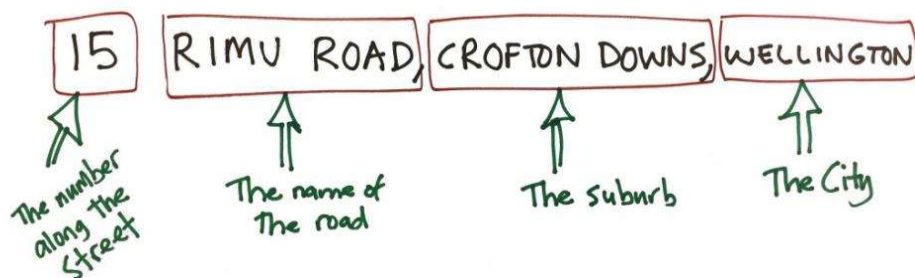 15 RIMU ROAD, CROFTON DOWNS, WELLINGTON
The number
along the
Street
The name of
The road
The suburb
The City